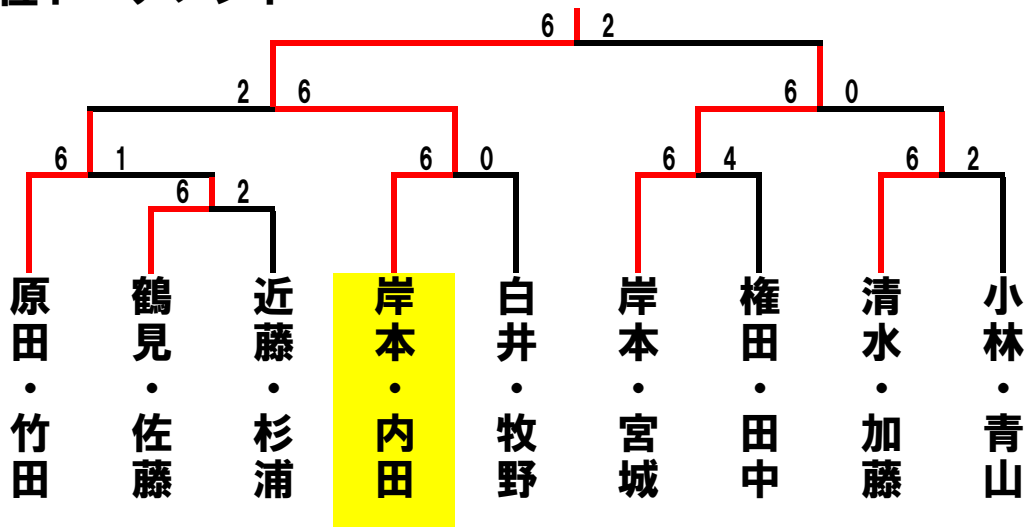 6 2
2 6
6 0
6 1
6 0
6 4
6 2
6 2
原田・竹田
鶴見・佐藤
近藤・杉浦
岸本・内田
白井・牧野
岸本・宮城
権田・田中
清水・加藤
小林・青山